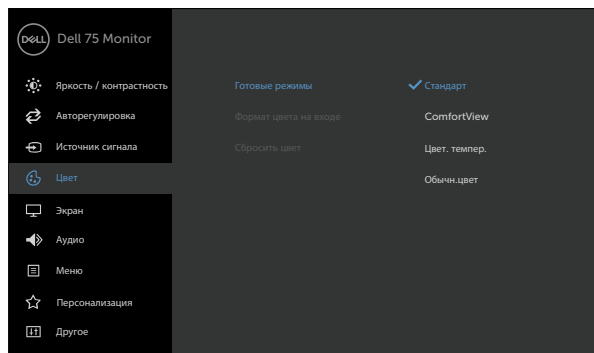 DELL Dell 75 Monitor
Яркость / контрастность
Готовые режимы
Стандарт
Авторегулировка
Формат цвета на входе
ComfortView
Источник сигнала
Сбросить цвет
Цвет. темпер.
Цвет
Обычн.цвет
Экран
Аудио
Меню
Персонализация
Другое